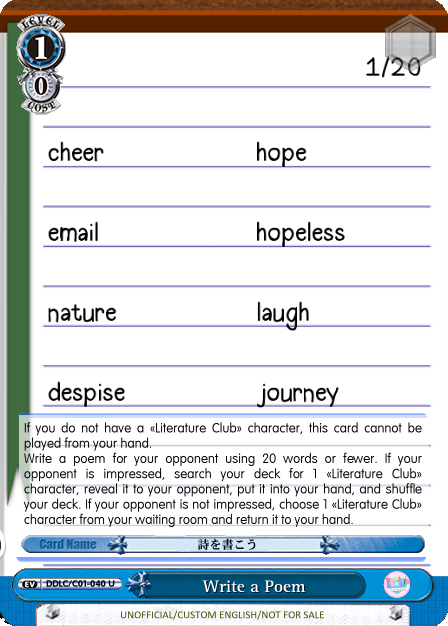 LEVEL
1
0
COST
1/20
cheer hope
email hopeless
nature laugh
despise journey
If you do not have a «Literature Club» character, this card cannot be
played from your hand.
Write a poem for your opponent using 20 words or fewer. If your
opponent is impressed, search your deck for 1 «Literature Club»
character, reveal it to your opponent, put it into your hand, and shuffle
your deck. If your opponent is not impressed, choose 1 «Literature Club»
character from your waiting room and return it to your hand.
Card Name 詩を書こう
EV DDLC/C01-040 U Write a Poem
UNOFFICIAL/CUSTOM ENGLISH/NOT FOR SALE